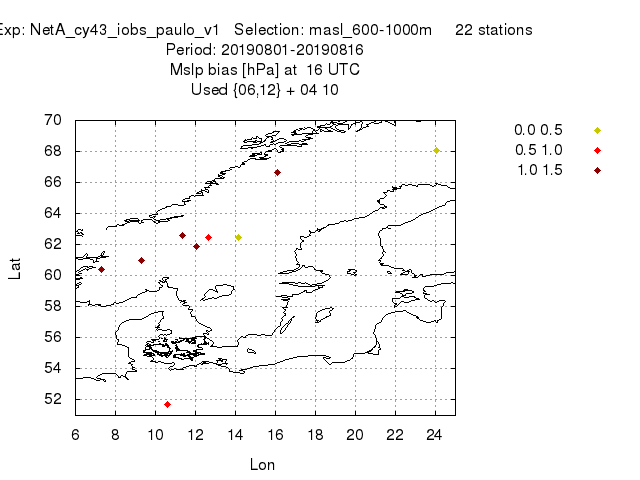 Exp: NetA_cy43_iobs_paulo_v1 Selection: masl_600-1000m 22 stations
Period: 20190801-20190816
Mslp bias [hPa] at 16 UTC
Used {06,12} + 04 10
0.0 0.5
0.5 1.0
1.0 1.5
70
68
66
64
62
60
58
56
54
52
Lat
6 8 10 12 14 16 18 20 22 24
Lon